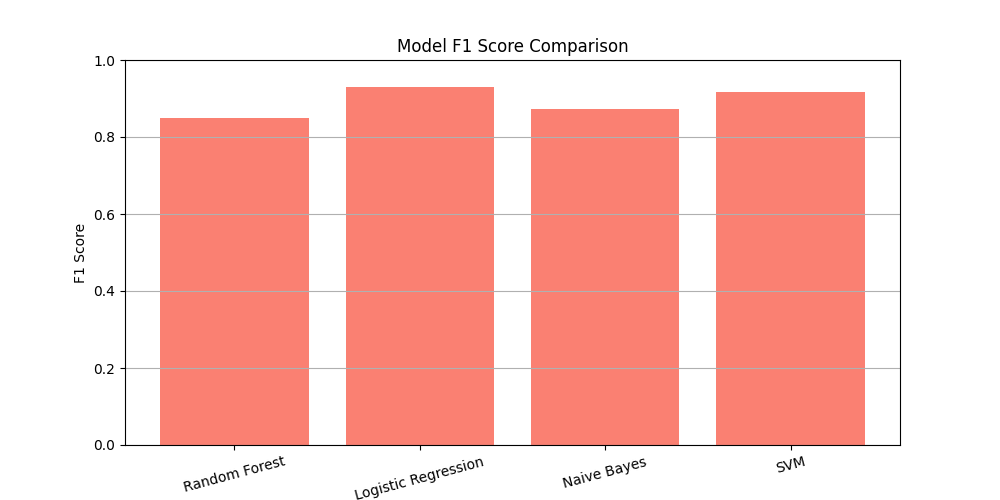 Model F1 Score Comparison
1.0
0.8
0.6
0.4
0.2
0.0
F1 Score
Random Forest
Logistic Regression
Naive Bayes
SVM